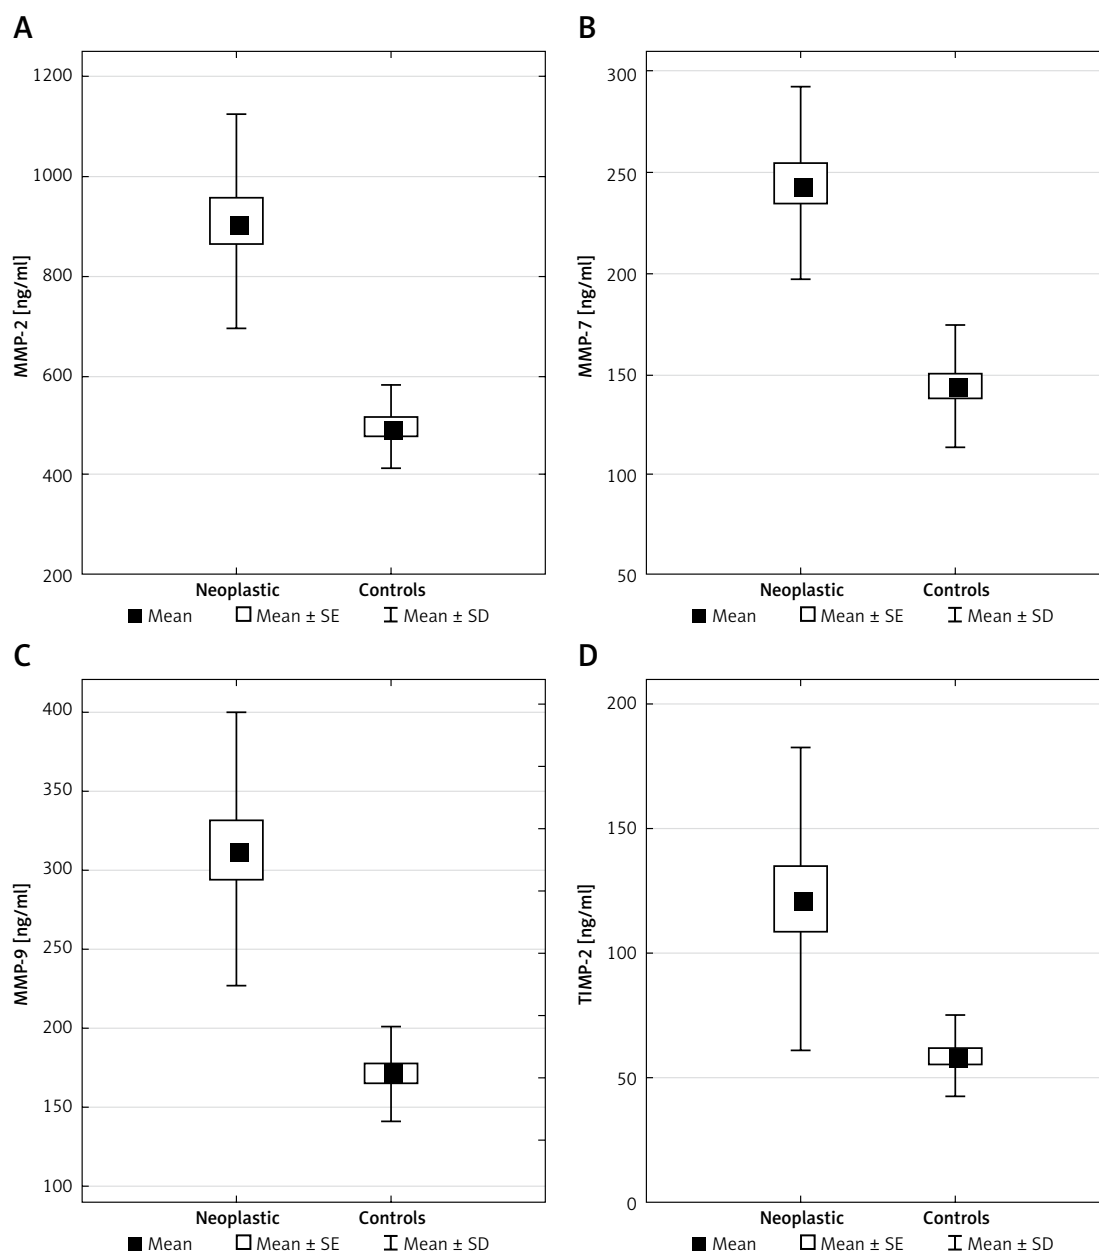 A
MMP-2 [ng/ml]
1200
1000
800
600
400
200
Neoplastic Controls
Mean Mean ± SE Mean ± SD
B
MMP-7 [ng/ml]
300
250
200
150
100
50
Neoplastic Controls
Mean Mean ± SE Mean ± SD
C
MMP-9 [ng/ml]
400
350
300
250
200
150
100
Neoplastic Controls
Mean Mean ± SE Mean ± SD
D
TIMP-2 [ng/ml]
200
150
100
50
0
Neoplastic Controls
Mean Mean ± SE Mean ± SD